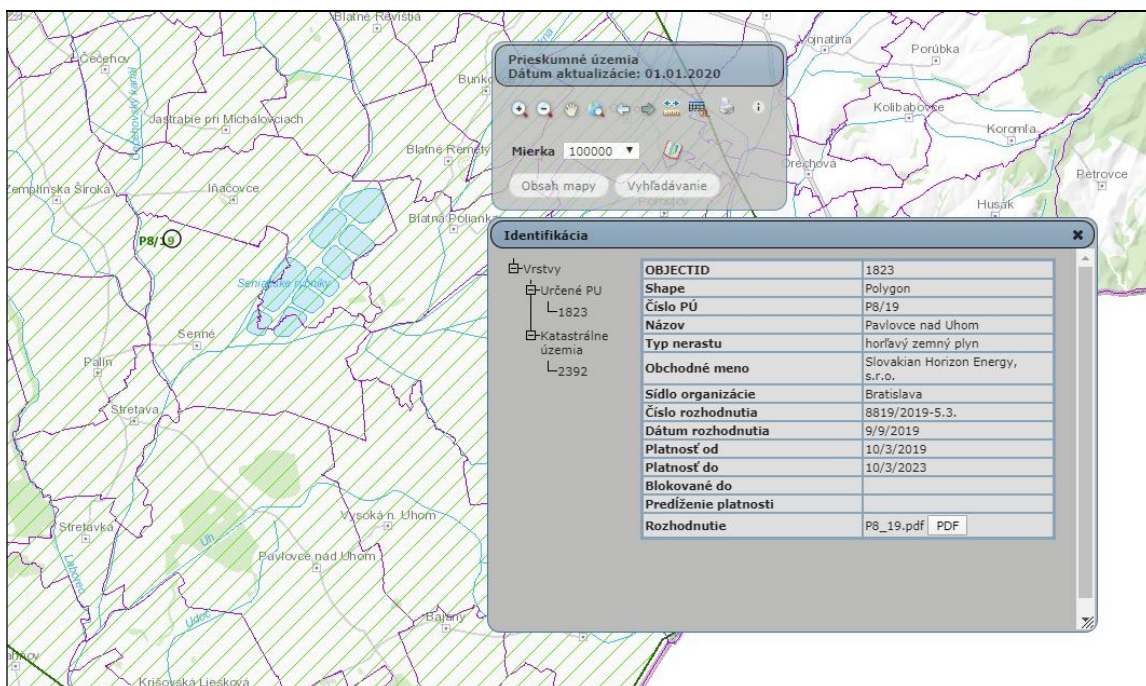 Blatné Revištia
Vojnatina
Porúbka
Čečehov
Prieskumné územia
Dátum aktualizácie: 01.01.2020
Bunko
Jastrabie pri Michalovciach
Kolibabovce
Koromľa
Blatné Remety
Mierka 100000
Orechová
Petrovce
Zemplínska Široká
Iňačovce
Obsah mapy
Vyhľadávanie
Porostov
Husák
Blatná Polianka
P8/19
Identifikácia
Vrstvy
Určené PU
1823
Katastrálne
územia
2392
OBJECTID 1823
Shape Polygon
Číslo PÚ P8/19
Názov Pavlovce nad Uhom
Typ nerastu horľavý zemný plyn
Obchodné meno Slovakian Horizon Energy,
s.r.o.
Sídlo organizácie Bratislava
Číslo rozhodnutia 8819/2019-5.3.
Dátum rozhodnutia 9/9/2019
Platnosť od 10/3/2019
Platnosť do 10/3/2023
Blokované do
Predĺženie platnosti
Rozhodnutie P8_19.pdf PDF
Senianske rybníky
Senné
Palín
Stretava
Vysoká n. Uhom
Stretavka
Uh
Pavlovce nad Uhom
Laborec
Udoč
Bajany
Krišovská Liesková